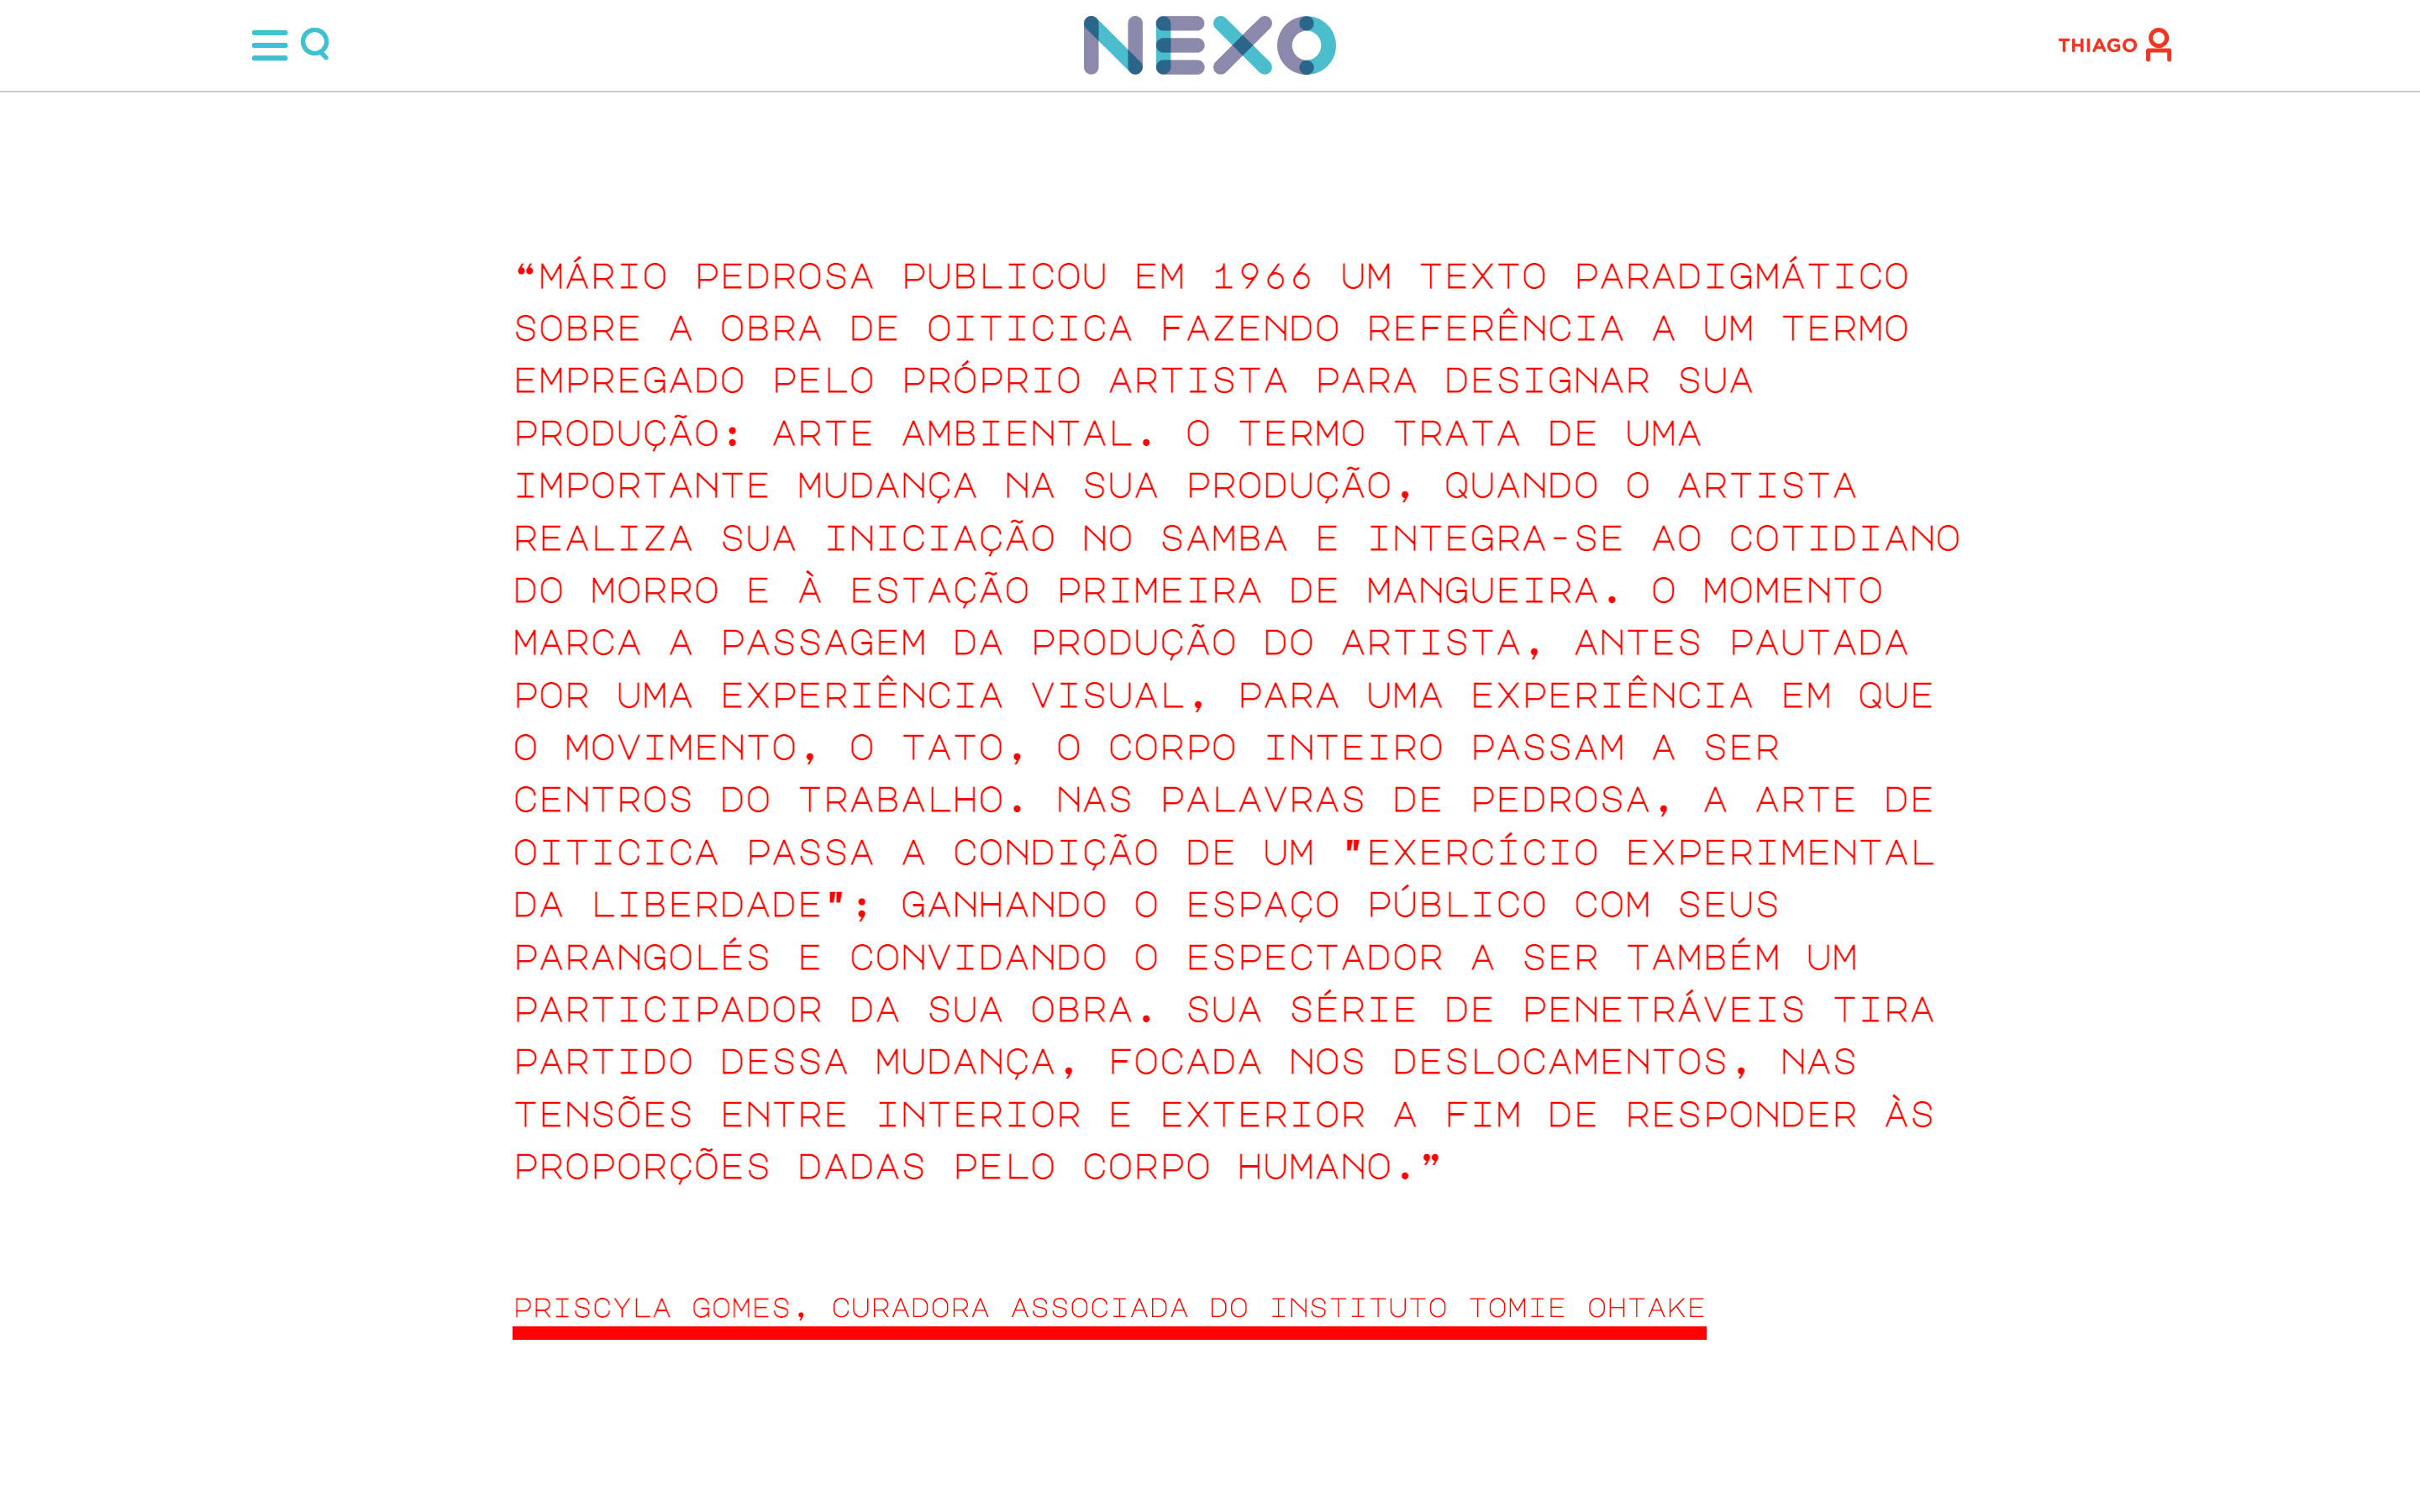 NEXO
THIAGO
“MÁRIO PEDROSA PUBLICOU EM 1966 UM TEXTO PARADIGMÁTICO
SOBRE A OBRA DE OITICICA FAZENDO REFERÊNCIA A UM TERMO
EMPREGADO PELO PRÓPRIO ARTISTA PARA DESIGNAR SUA
PRODUÇÃO: ARTE AMBIENTAL. O TERMO TRATA DE UMA
IMPORTANTE MUDANÇA NA SUA PRODUÇÃO, QUANDO O ARTISTA
REALIZA SUA INICIAÇÃO NO SAMBA E INTEGRA-SE AO COTIDIANO
DO MORRO E À ESTAÇÃO PRIMEIRA DE MANGUEIRA. O MOMENTO
MARCA A PASSAGEM DA PRODUÇÃO DO ARTISTA, ANTES PAUTADA
POR UMA EXPERIÊNCIA VISUAL, PARA UMA EXPERIÊNCIA EM QUE
O MOVIMENTO, O TATO, O CORPO INTEIRO PASSAM A SER
CENTROS DO TRABALHO. NAS PALAVRAS DE PEDROSA, A ARTE DE
OITICICA PASSA A CONDIÇÃO DE UM "EXERCÍCIO EXPERIMENTAL
DA LIBERDADE"; GANHANDO O ESPAÇO PÚBLICO COM SEUS
PARANGOLÉS E CONVIDANDO O ESPECTADOR A SER TAMBÉM UM
PARTICIPADOR DA SUA OBRA. SUA SÉRIE DE PENETRÁVEIS TIRA
PARTIDO DESSA MUDANÇA, FOCADA NOS DESLOCAMENTOS, NAS
TENSÕES ENTRE INTERIOR E EXTERIOR A FIM DE RESPONDER ÀS
PROPORÇÕES DADAS PELO CORPO HUMANO.”
PRISCYLA GOMES, CURADORA ASSOCIADA DO INSTITUTO TOMIE OHTAKE